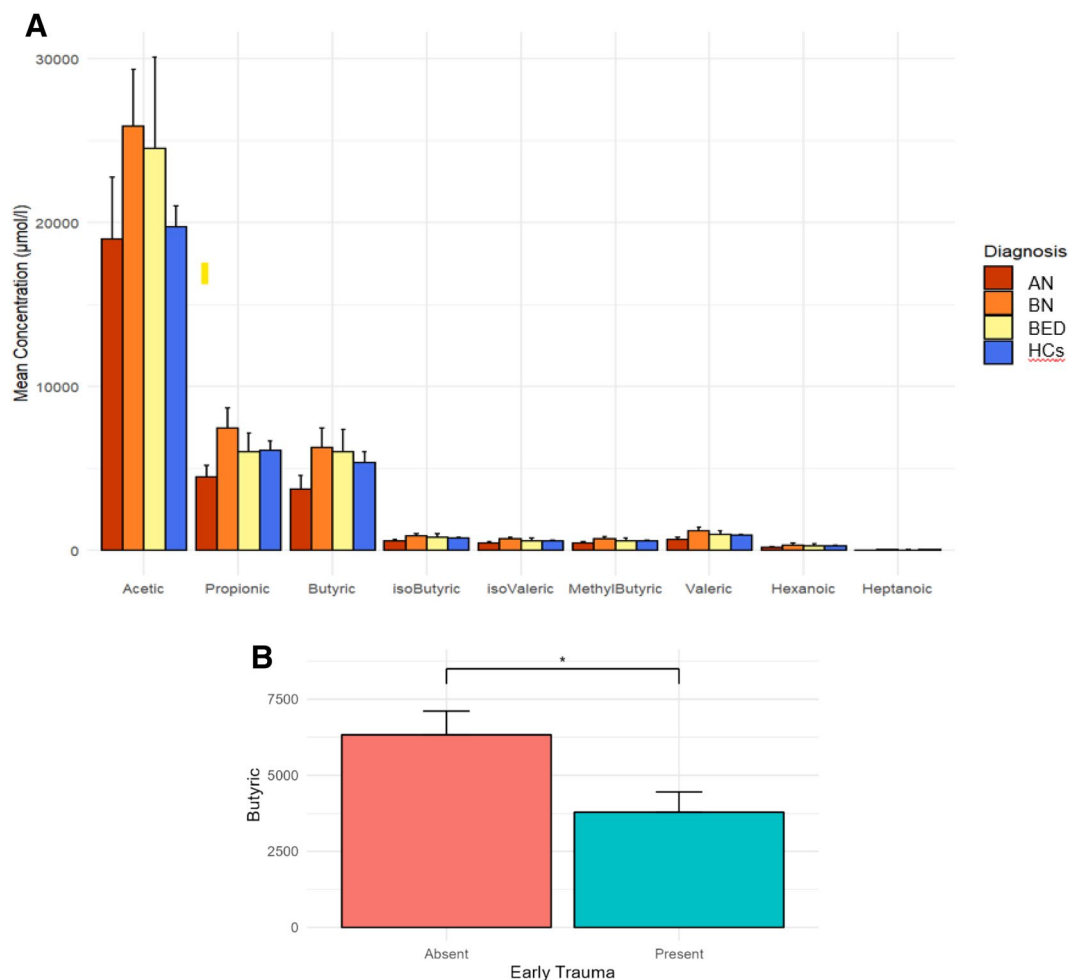 A
Mean Concentration (µmol/l)
30000
20000
10000
0
Acetic Propionic Butyric isoButyric isoValeric MethylButyric Valeric Hexanoic Heptanoic
Diagnosis
AN
BN
BED
HCs
B
*
Butyric
7500
5000
2500
0
Absent Present
Early Trauma